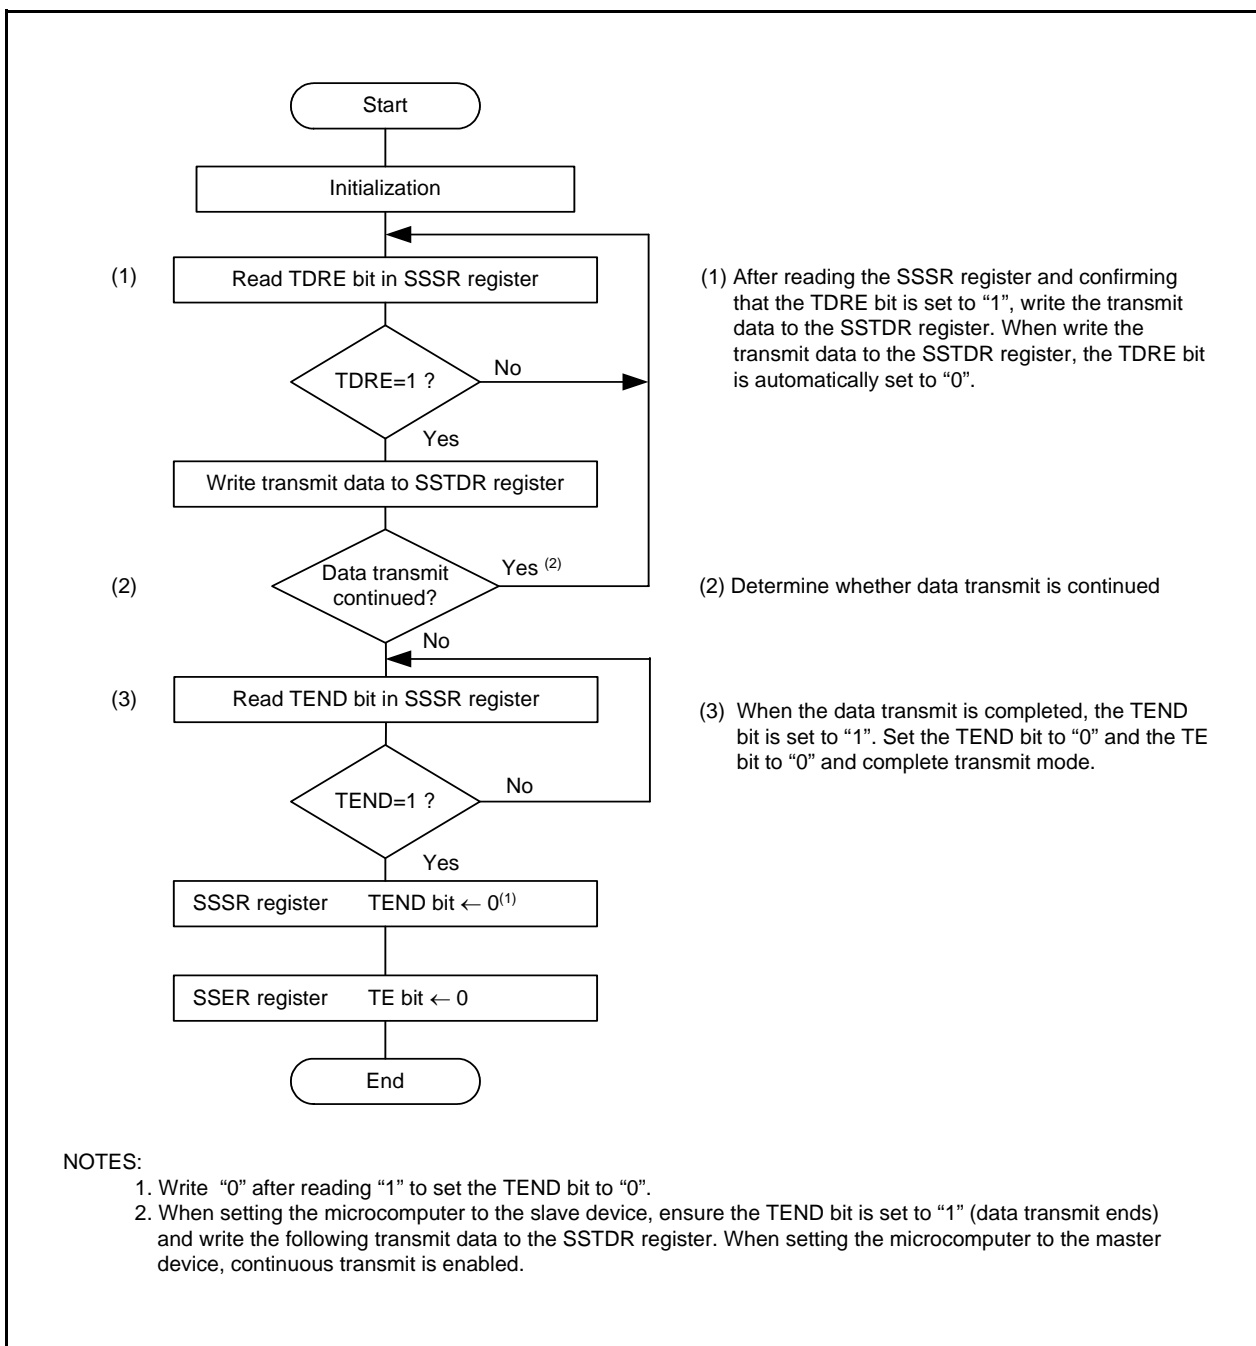 Start
Initialization
(1)
Read TDRE bit in SSSR register
(1) After reading the SSSR register and confirming
that the TDRE bit is set to “1”, write the transmit
data to the SSTDR register. When write the
transmit data to the SSTDR register, the TDRE bit
is automatically set to “0”.
TDRE=1 ?
No
Yes
Write transmit data to SSTDR register
(2)
Data transmit
continued?
Yes (2)
(2) Determine whether data transmit is continued
No
(3)
Read TEND bit in SSSR register
(3) When the data transmit is completed, the TEND
bit is set to “1”. Set the TEND bit to “0” and the TE
bit to “0” and complete transmit mode.
TEND=1 ?
No
Yes
SSSR register TEND bit ← 0(1)
SSER register TE bit ← 0
End
NOTES:
1. Write “0” after reading “1” to set the TEND bit to “0”.
2. When setting the microcomputer to the slave device, ensure the TEND bit is set to “1” (data transmit ends)
and write the following transmit data to the SSTDR register. When setting the microcomputer to the master
device, continuous transmit is enabled.